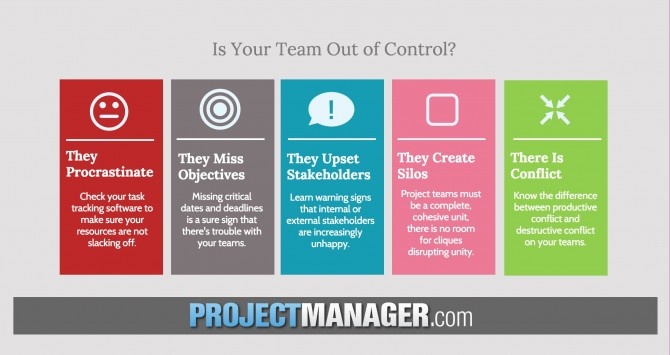 Is Your Team Out of Control?
They
Procrastinate
Check your task
tracking software to
make sure your
resources are not
slacking off.
They Miss
Objectives
Missing critical
dates and deadlines
is a sure sign that
there's trouble with
your teams.
!
They Upset
Stakeholders
Learn warning signs
that internal or
external stakeholders
are increasingly
unhappy.
They Create
Silos
Project teams must
be a complete,
cohesive unit,
there is no room
for cliques
disrupting unity.
There Is
Conflict
Know the difference
between productive
conflict and
destructive conflict
on your teams.
PROJECTMANAGER.com